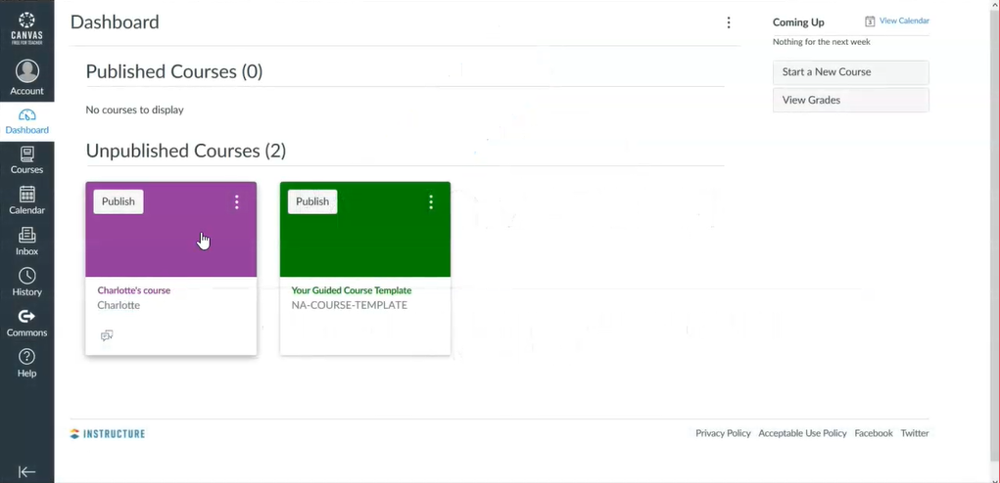 CANVAS
FREE FOR TEACHER
Account
Dashboard
Courses
Calendar
Inbox
History
Commons
Help
Dashboard
Published Courses (0)
No courses to display
Unpublished Courses (2)
Publish
Charlotte's course
Charlotte
Publish
Your Guided Course Template
NA-COURSE-TEMPLATE
Coming Up
3
View Calendar
Nothing for the next week
Start a New Course
View Grades
INSTRUCTURE
Privacy Policy Acceptable Use Policy Facebook Twitter